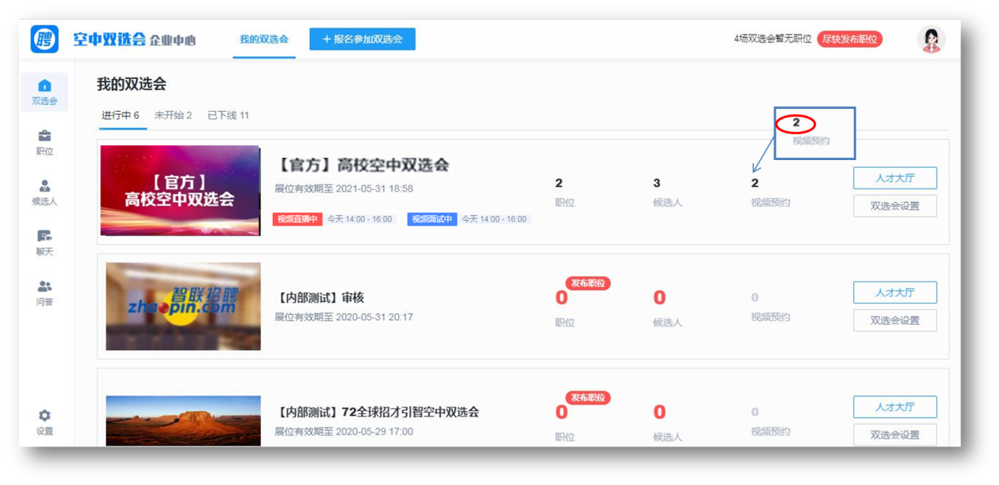 聘 空中双选会 企业中心 我的双选会 + 报名参加双选会 4场双选会暂无职位 尽快发布职位
双选会
职位
候选人
聊天
问答
设置
我的双选会
进行中 6 未开始 2 已下线 11
2
视频预约
【官方】
高校空中双选会
【官方】高校空中双选会
展位有效期至 2021-05-31 18:58
视频直播中 今天 14:00 - 16:00 视频面试中 今天 14:00 - 16:00
2 3 2
职位 候选人 视频预约
人才大厅
双选会设置
智联招聘
zhaopin.com
【内部测试】审核
展位有效期至 2020-05-31 20:17
发布职位
0 0 0
职位 候选人 视频预约
人才大厅
双选会设置
【内部测试】72全球招才引智空中双选会
展位有效期至 2020-05-29 17:00
发布职位
0 0 0
职位 候选人 视频预约
人才大厅
双选会设置